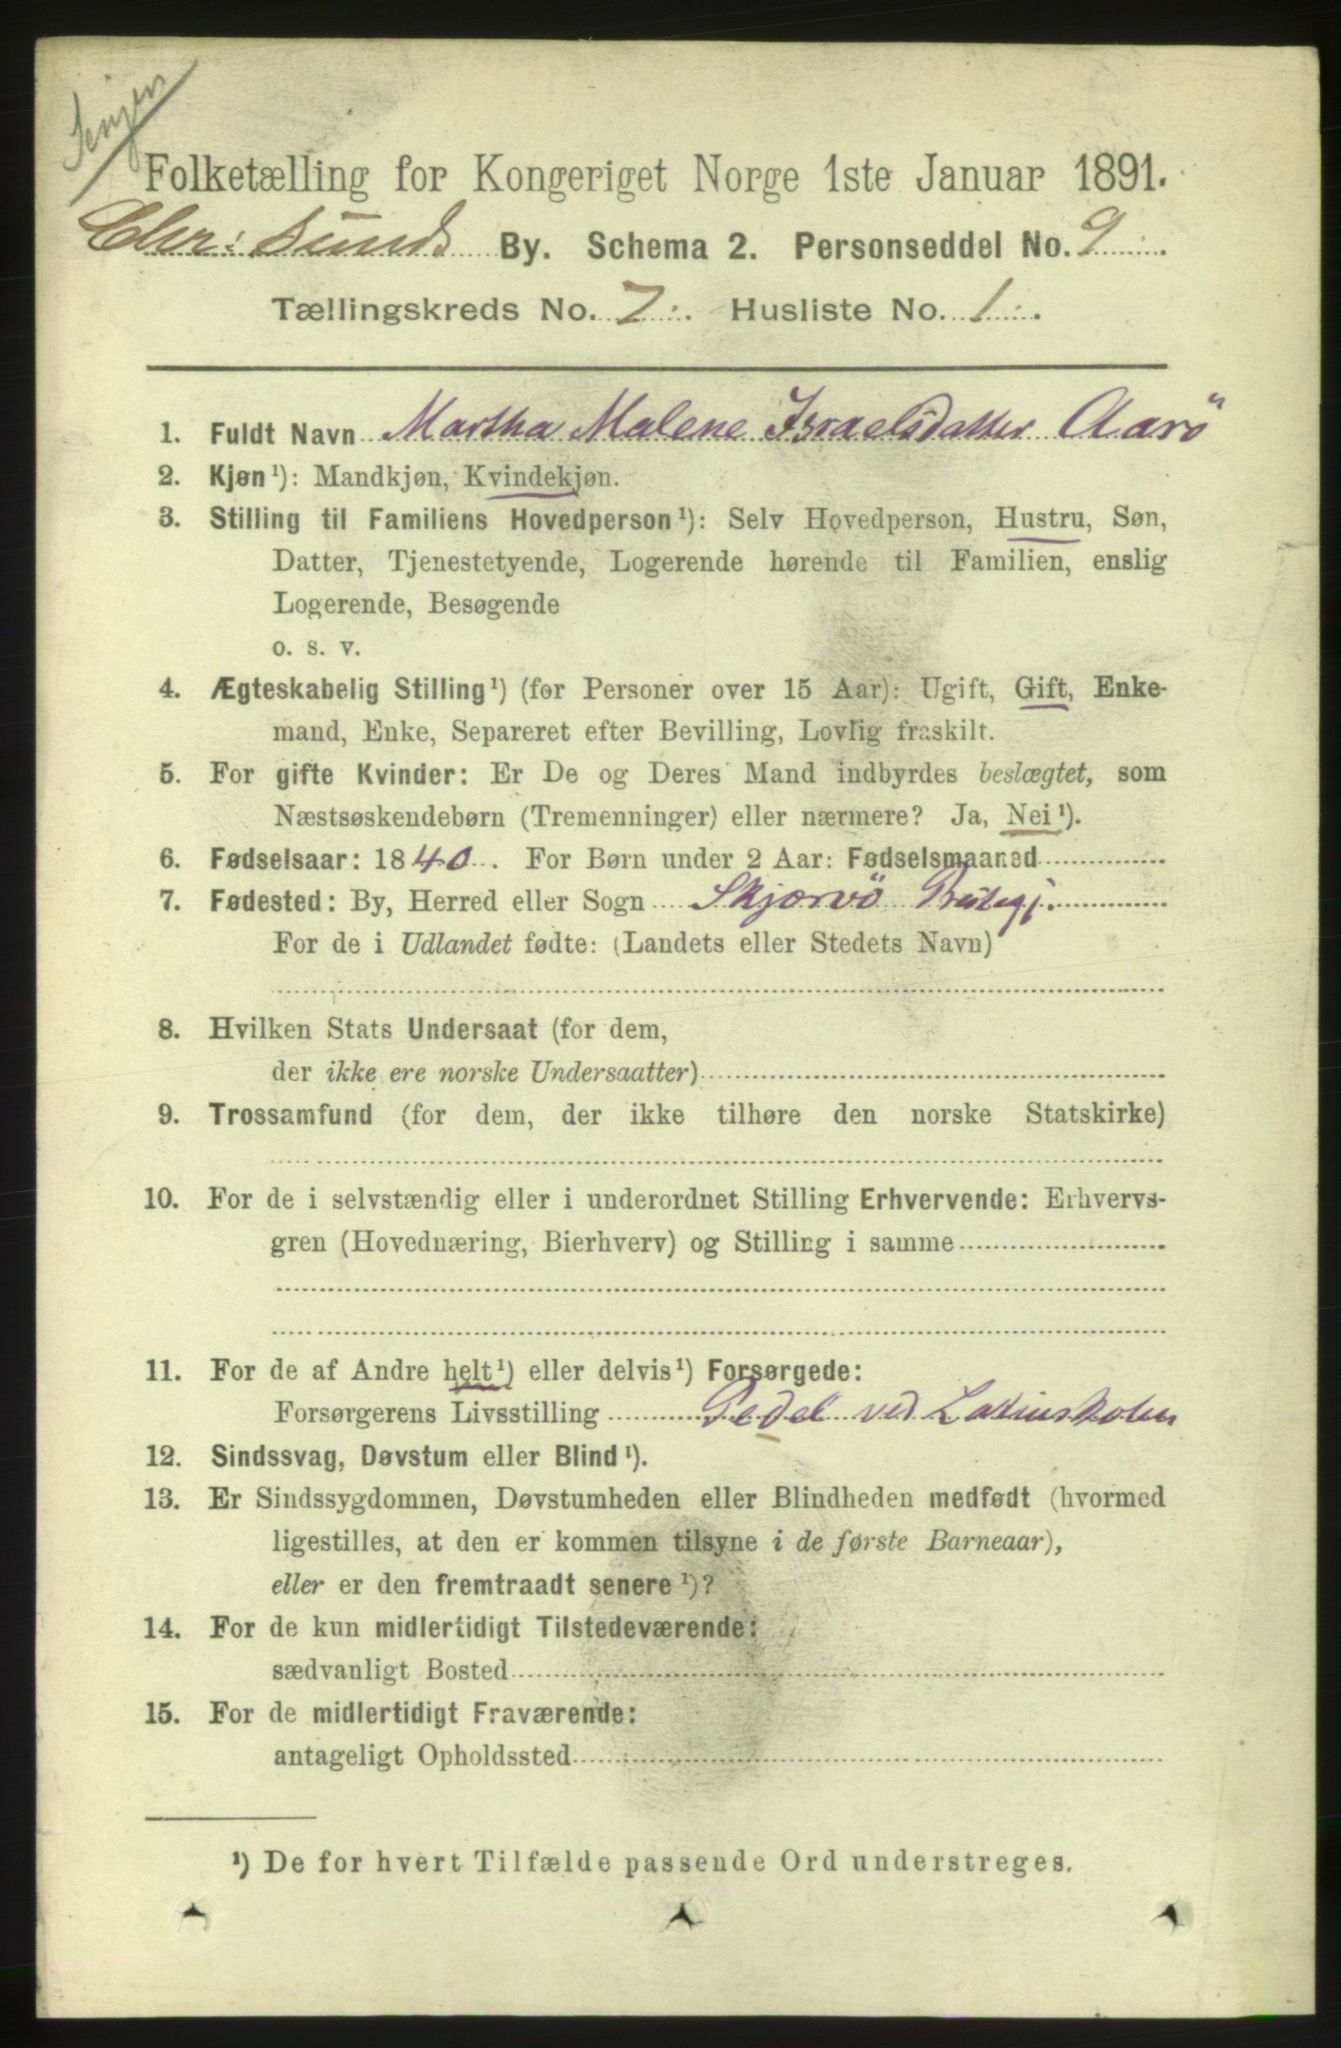 Senjen
Folketælling for Kongeriget Norge 1ste Januar 1891.
Chr: sunds By. Schema 2. Personseddel No. 9
Tællingskreds No. 7. Husliste No. 1.
1. Fuldt Navn Martha Malene Israelsdatter Aarö
2. Kjøn¹): Mandkjøn, Kvindekjøn.
3. Stilling til Familiens Hovedperson¹): Selv Hovedperson, Hustru, Søn,
Datter, Tjenestetyende, Logerende hørende til Familien, enslig
Logerende, Besøgende
o. s. v.
4. Ægteskabelig Stilling¹) (for Personer over 15 Aar): Ugift, Gift, Enke-
mand, Enke, Separeret efter Bevilling, Lovlig fraskilt.
5. For gifte Kvinder: Er De og Deres Mand indbyrdes beslægtet, som
Næstsøskendebørn (Tremenninger) eller nærmere? Ja, Nei¹).
6. Fødselsaar: 1840. For Børn under 2 Aar: Fødselsmaaned
7. Fødested: By, Herred eller Sogn Skjærvö Prestegj.
For de i Udlandet fødte: (Landets eller Stedets Navn)
8. Hvilken Stats Undersaat (for dem,
der ikke ere norske Undersaatter)
9. Trossamfund (for dem, der ikke tilhøre den norske Statskirke)
10. For de i selvstændig eller i underordnet Stilling Erhvervende: Erhvervs-
gren (Hovednæring, Bierhverv) og Stilling i samme
11. For de af Andre helt¹) eller delvis¹) Forsørgede:
Forsørgerens Livsstilling Pedel ved Latinskolen
12. Sindssvag, Døvstum eller Blind¹).
13. Er Sindssygdommen, Døvstumheden eller Blindheden medfødt (hvormed
ligestilles, at den er kommen tilsyne i de første Barneaar),
eller er den fremtraadt senere¹)?
14. For de kun midlertidigt Tilstedeværende:
sædvanligt Bosted
15. For de midlertidigt Fraværende:
antageligt Opholdssted
¹) De for hvert Tilfælde passende Ord understreges.